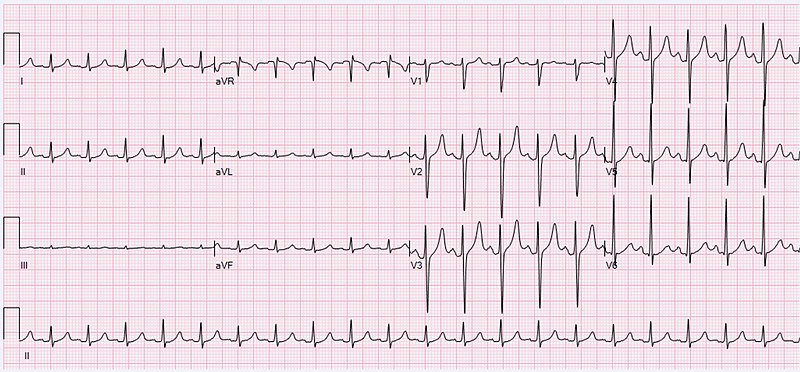 I aVR V1 V4
II aVL V2 V5
III aVF V3 V6
II